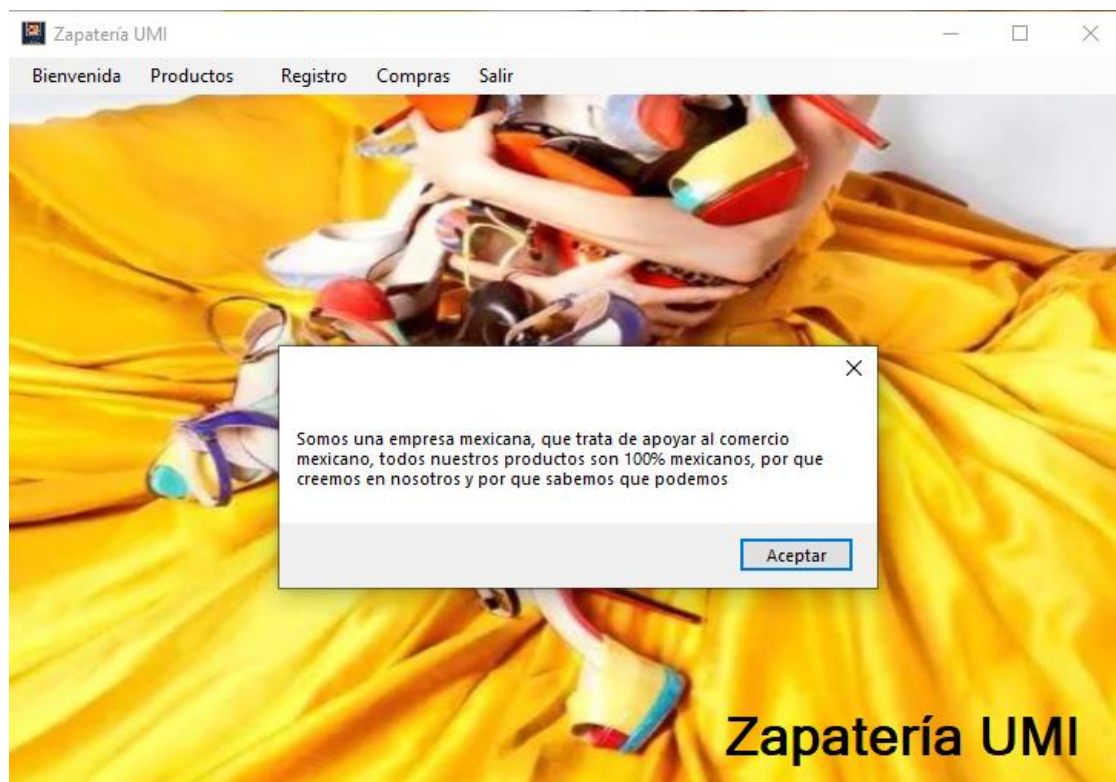 Zapatería UMI
Bienvenida Productos Registro Compras Salir
Somos una empresa mexicana, que trata de apoyar al comercio
mexicano, todos nuestros productos son 100% mexicanos, por que
creemos en nosotros y por que sabemos que podemos
Aceptar
Zapatería UMI